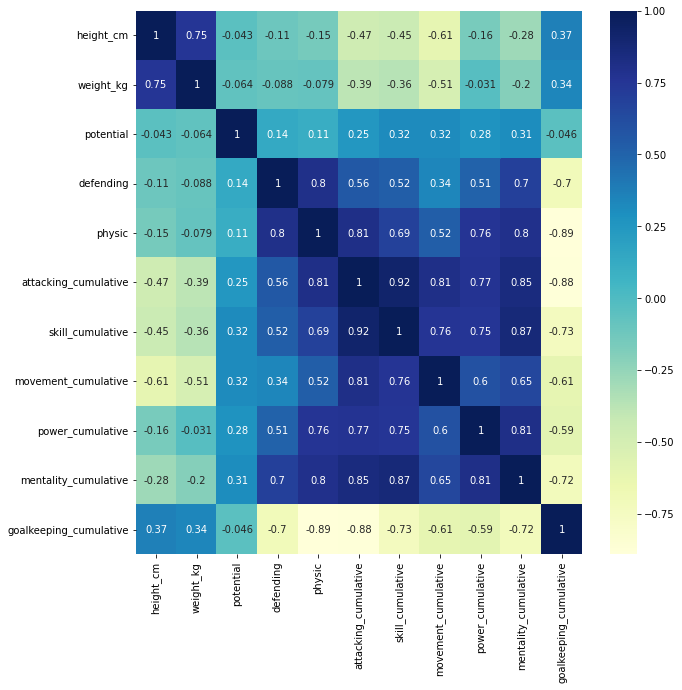 height_cm 1 0.75 -0.043 -0.11 -0.15 -0.47 -0.45 -0.61 -0.16 -0.28 0.37
weight_kg 0.75 1 -0.064 -0.088 -0.079 -0.39 -0.36 -0.51 -0.031 -0.2 0.34
potential -0.043 -0.064 1 0.14 0.11 0.25 0.32 0.32 0.28 0.31 -0.046
defending -0.11 -0.088 0.14 1 0.8 0.56 0.52 0.34 0.51 0.7 -0.7
physic -0.15 -0.079 0.11 0.8 1 0.81 0.69 0.52 0.76 0.8 -0.89
attacking_cumulative -0.47 -0.39 0.25 0.56 0.81 1 0.92 0.81 0.77 0.85 -0.88
skill_cumulative -0.45 -0.36 0.32 0.52 0.69 0.92 1 0.76 0.75 0.87 -0.73
movement_cumulative -0.61 -0.51 0.32 0.34 0.52 0.81 0.76 1 0.6 0.65 -0.61
power_cumulative -0.16 -0.031 0.28 0.51 0.76 0.77 0.75 0.6 1 0.81 -0.59
mentality_cumulative -0.28 -0.2 0.31 0.7 0.8 0.85 0.87 0.65 0.81 1 -0.72
goalkeeping_cumulative 0.37 0.34 -0.046 -0.7 -0.89 -0.88 -0.73 -0.61 -0.59 -0.72 1
height_cm
weight_kg
potential
defending
physic
attacking_cumulative
skill_cumulative
movement_cumulative
power_cumulative
mentality_cumulative
goalkeeping_cumulative
1.00
0.75
0.50
0.25
0.00
-0.25
-0.50
-0.75